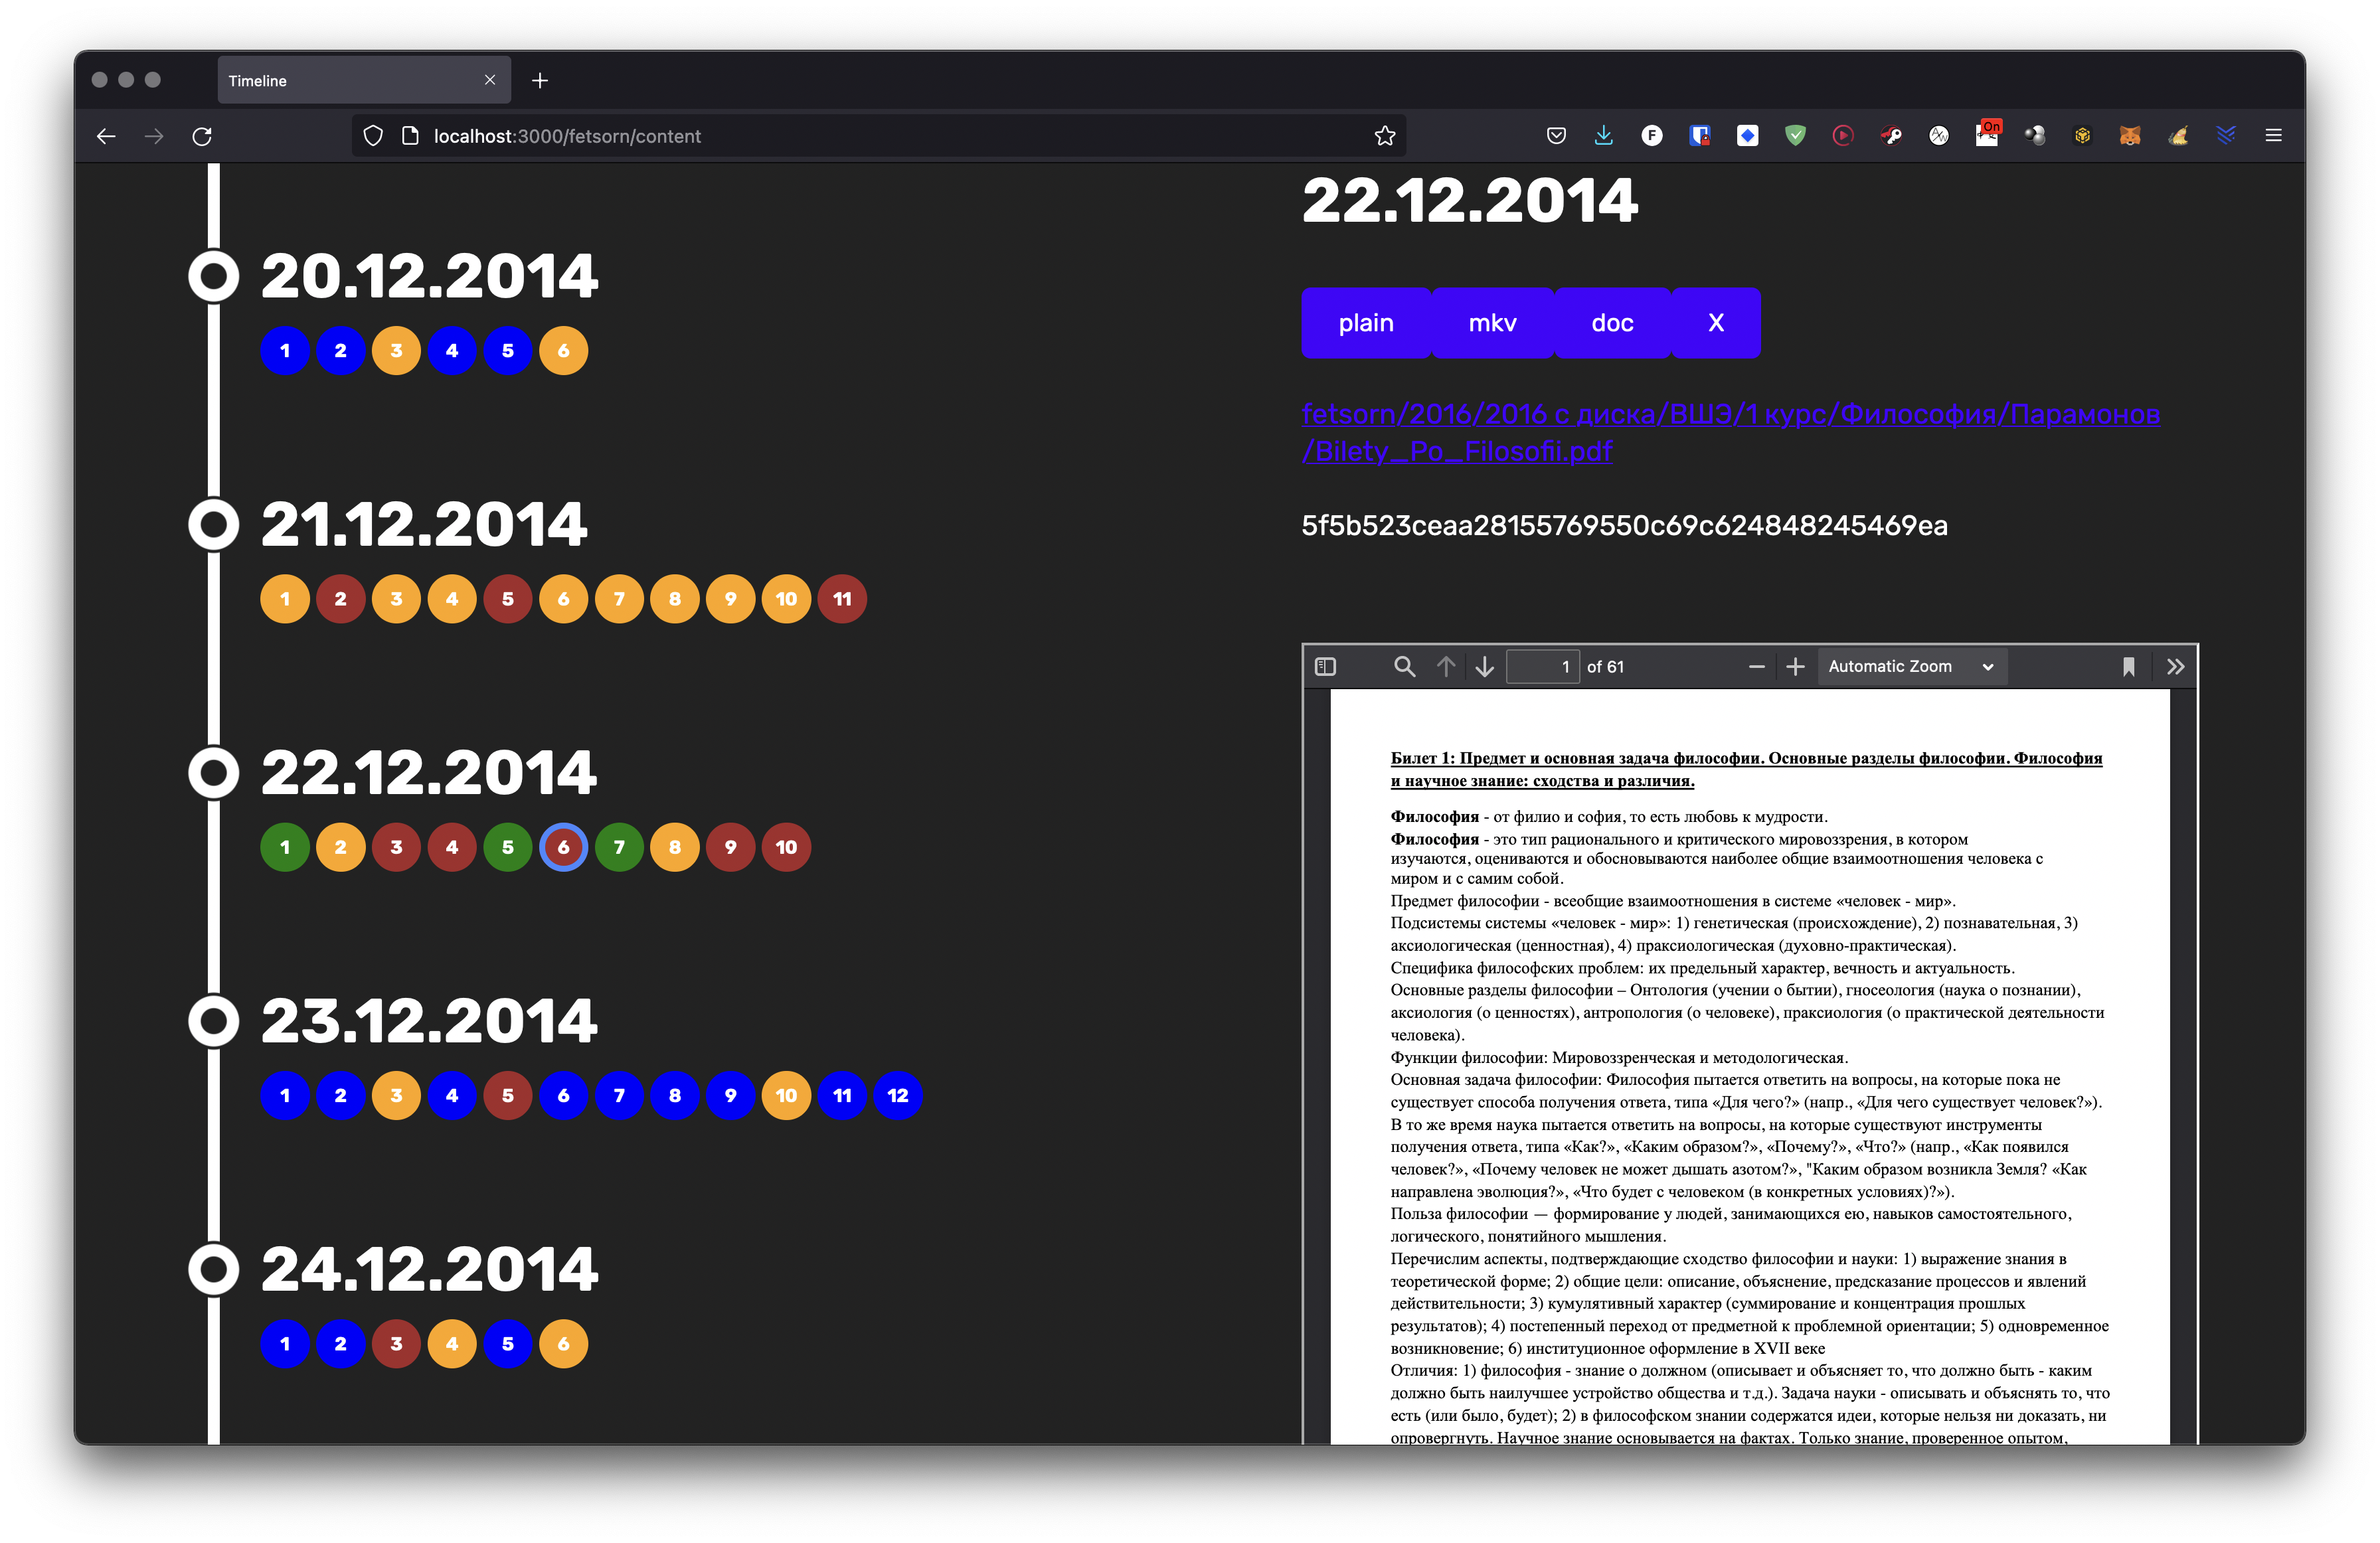 Timeline
localhost:3000/fetsorn/content
F
On
20.12.2014
1 2 3 4 5 6
21.12.2014
1 2 3 4 5 6 7 8 9 10 11
22.12.2014
1 2 3 4 5 6 7 8 9 10
23.12.2014
1 2 3 4 5 6 7 8 9 10 11 12
24.12.2014
1 2 3 4 5 6
22.12.2014
plain mkv doc X
fetsorn/2016/2016 с диска/ВШЭ/1 курс/Философия/Парамонов
/Bilety_Po_Filosofii.pdf
5f5b523ceaa28155769550c69c624848245469ea
1 of 61 Automatic Zoom
Билет 1: Предмет и основная задача философии. Основные разделы философии. Философия
и научное знание: сходства и различия.
Философия - от филио и софия, то есть любовь к мудрости.
Философия - это тип рационального и критического мировоззрения, в котором
изучаются, оцениваются и обосновываются наиболее общие взаимоотношения человека с
миром и с самим собой.
Предмет философии - всеобщие взаимоотношения в системе «человек - мир».
Подсистемы системы «человек - мир»: 1) генетическая (происхождение), 2) познавательная, 3)
аксиологическая (ценностная), 4) праксиологическая (духовно-практическая).
Специфика философских проблем: их предельный характер, вечность и актуальность.
Основные разделы философии – Онтология (учении о бытии), гносеология (наука о познании),
аксиология (о ценностях), антропология (о человеке), праксиология (о практической деятельности
человека).
Функции философии: Мировоззренческая и методологическая.
Основная задача философии: Философия пытается ответить на вопросы, на которые пока не
существует способа получения ответа, типа «Для чего?» (напр., «Для чего существует человек?»).
В то же время наука пытается ответить на вопросы, на которые существуют инструменты
получения ответа, типа «Как?», «Каким образом?», «Почему?», «Что?» (напр., «Как появился
человек?», «Почему человек не может дышать азотом?», "Каким образом возникла Земля? «Как
направлена эволюция?», «Что будет с человеком (в конкретных условиях)?»).
Польза философии — формирование у людей, занимающихся ею, навыков самостоятельного,
логического, понятийного мышления.
Перечислим аспекты, подтверждающие сходство философии и науки: 1) выражение знания в
теоретической форме; 2) общие цели: описание, объяснение, предсказание процессов и явлений
действительности; 3) кумулятивный характер (суммирование и концентрация прошлых
результатов); 4) постепенный переход от предметной к проблемной ориентации; 5) одновременное
возникновение; 6) институционное оформление в XVII веке
Отличия: 1) философия - знание о должном (описывает и объясняет то, что должно быть - каким
должно быть наилучшее устройство общества и т.д.). Задача науки - описывать и объяснять то, что
есть (или было, будет); 2) в философском знании содержатся идеи, которые нельзя ни доказать, ни
опровергнуть. Научное знание основывается на фактах. Только знание, проверенное опытом,